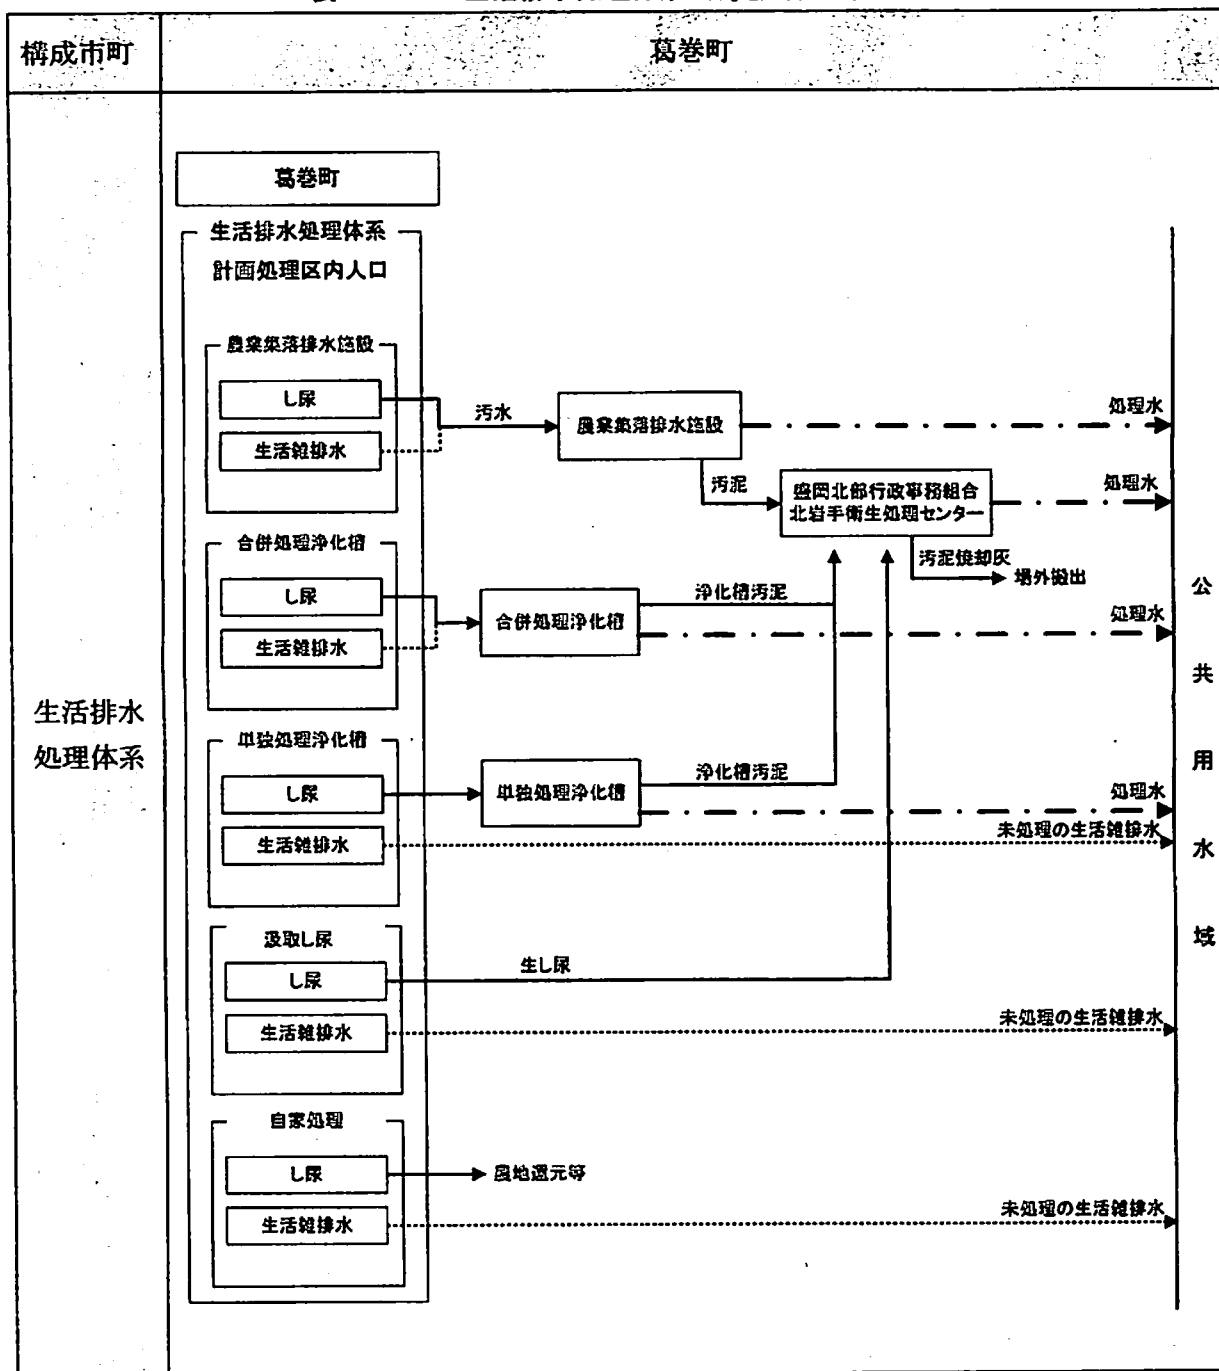 構成市町
葛巻町
葛巻町
生活排水処理体系
計画処理区内人口
農業集落排水施設
し尿
生活雑排水
汚水
農業集落排水施設
処理水
汚泥
盛岡北部行政事務組合
北岩手衛生処理センター
処理水
汚泥焼却灰
場外搬出
合併処理浄化槽
し尿
生活雑排水
合併処理浄化槽
浄化槽汚泥
処理水
生活排水
処理体系
単独処理浄化槽
し尿
生活雑排水
単独処理浄化槽
浄化槽汚泥
処理水
未処理の生活雑排水
汲取し尿
し尿
生活雑排水
生し尿
未処理の生活雑排水
自家処理
し尿
生活雑排水
農地還元等
未処理の生活雑排水
公共用水域